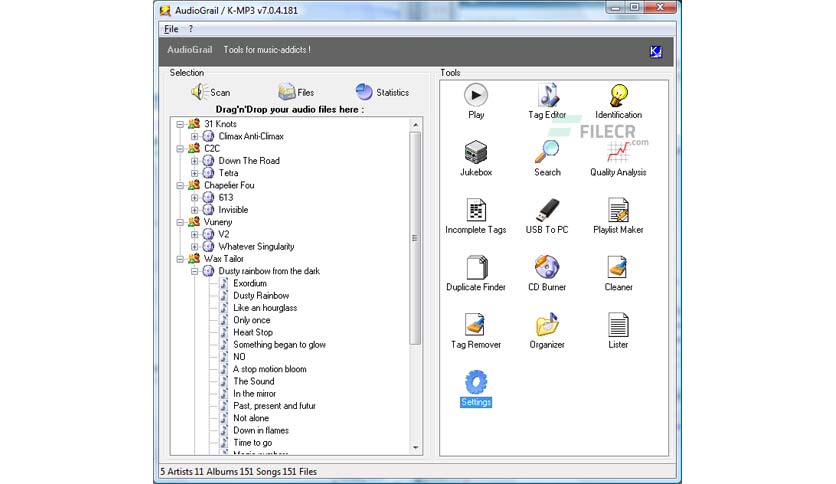 AudioGrail / K-MP3 v7.0.4.181
File ?
AudioGrail Tools for music-addicts !
Selection
Scan Files Statistics
Drag'n'Drop your audio files here :
31 Knots
Climax Anti-Climax
C2C
Down The Road
Tetra
Chapelier Fou
613
Invisible
Vuneny
V2
Whatever Singularity
Wax Tailor
Dusty rainbow from the dark
Exordium
Dusty Rainbow
Like an hourglass
Only once
Heart Stop
Something began to glow
NO
A stop motion bloom
The Sound
In the mirror
Past, present and futur
Not alone
Down in flames
Time to go
Tools
Play Tag Editor Identification
FILECR
.com
Jukebox Search Quality Analysis
Incomplete Tags USB To PC Playlist Maker
Duplicate Finder CD Burner Cleaner
Tag Remover Organizer Lister
Settings
5 Artists 11 Albums 151 Songs 151 Files